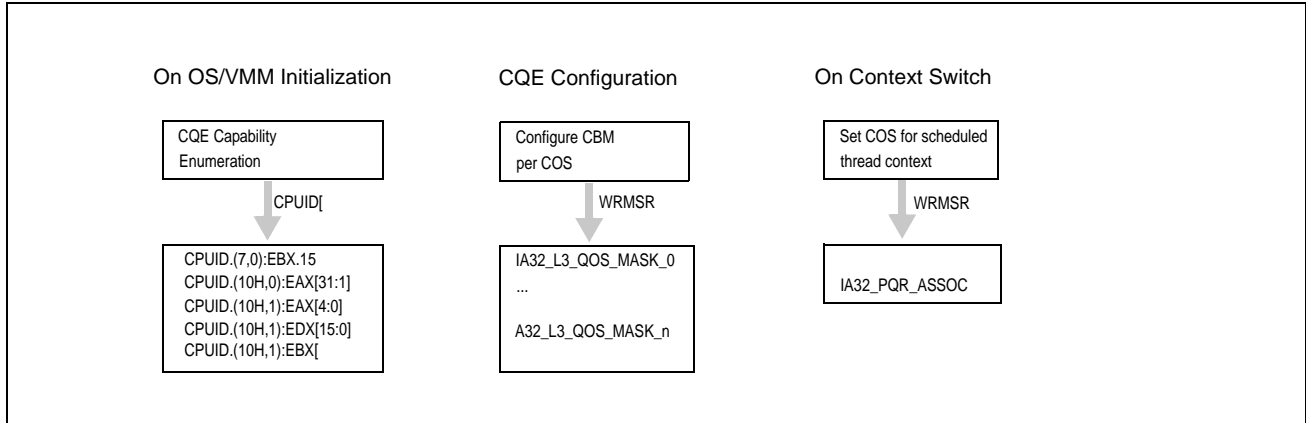 On OS/VMM Initialization
CQE Capability
Enumeration
CPUID[
CPUID.(7,0):EBX.15
CPUID.(10H,0):EAX[31:1]
CPUID.(10H,1):EAX[4:0]
CPUID.(10H,1):EDX[15:0]
CPUID.(10H,1):EBX[
CQE Configuration
Configure CBM
per COS
WRMSR
IA32_L3_QOS_MASK_0
...
A32_L3_QOS_MASK_n
On Context Switch
Set COS for scheduled
thread context
WRMSR
IA32_PQR_ASSOC